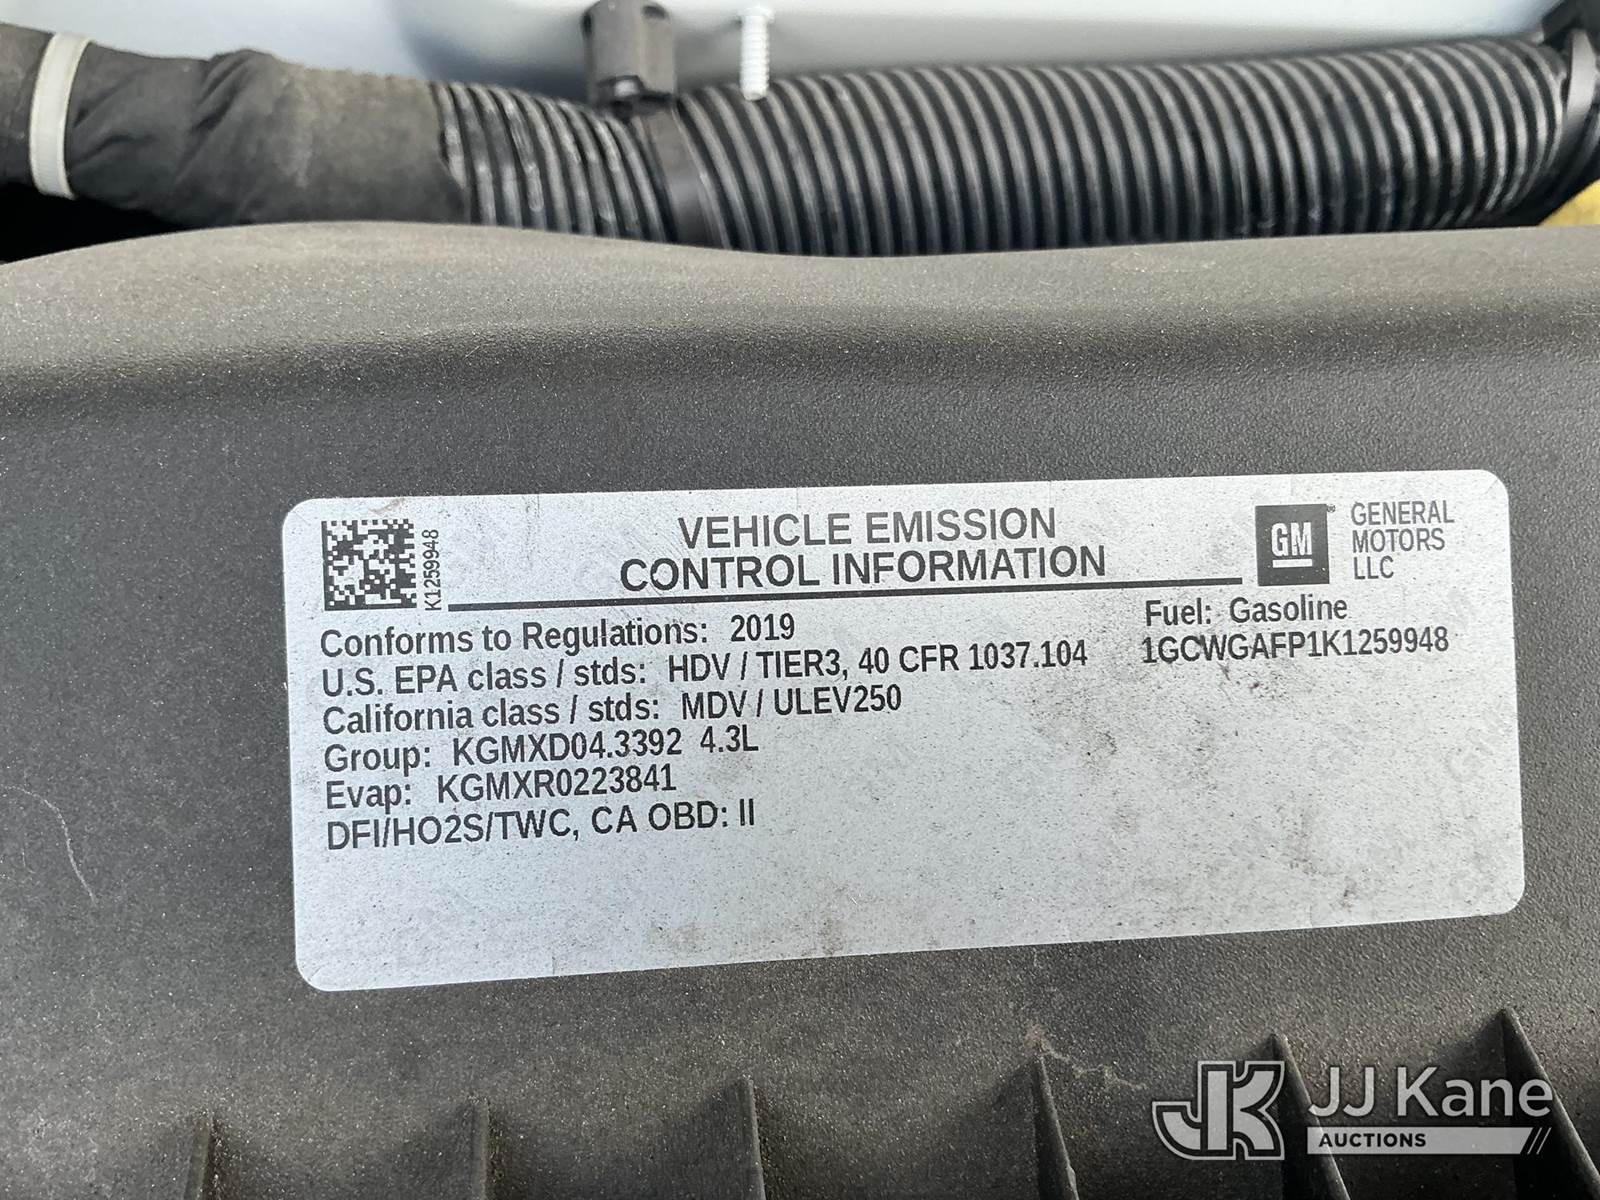 K1259948
VEHICLE EMISSION
CONTROL INFORMATION
GM
GENERAL
MOTORS
LLC
Conforms to Regulations: 2019
Fuel: Gasoline
U.S. EPA class / stds: HDV / TIER3, 40 CFR 1037.104
1GCWGAFP1K1259948
California class / stds: MDV / ULEV250
Group: KGMXD04.3392 4.3L
Evap: KGMXR0223841
DFI/HO2S/TWC, CA OBD: II
JK
JJ Kane
AUCTIONS